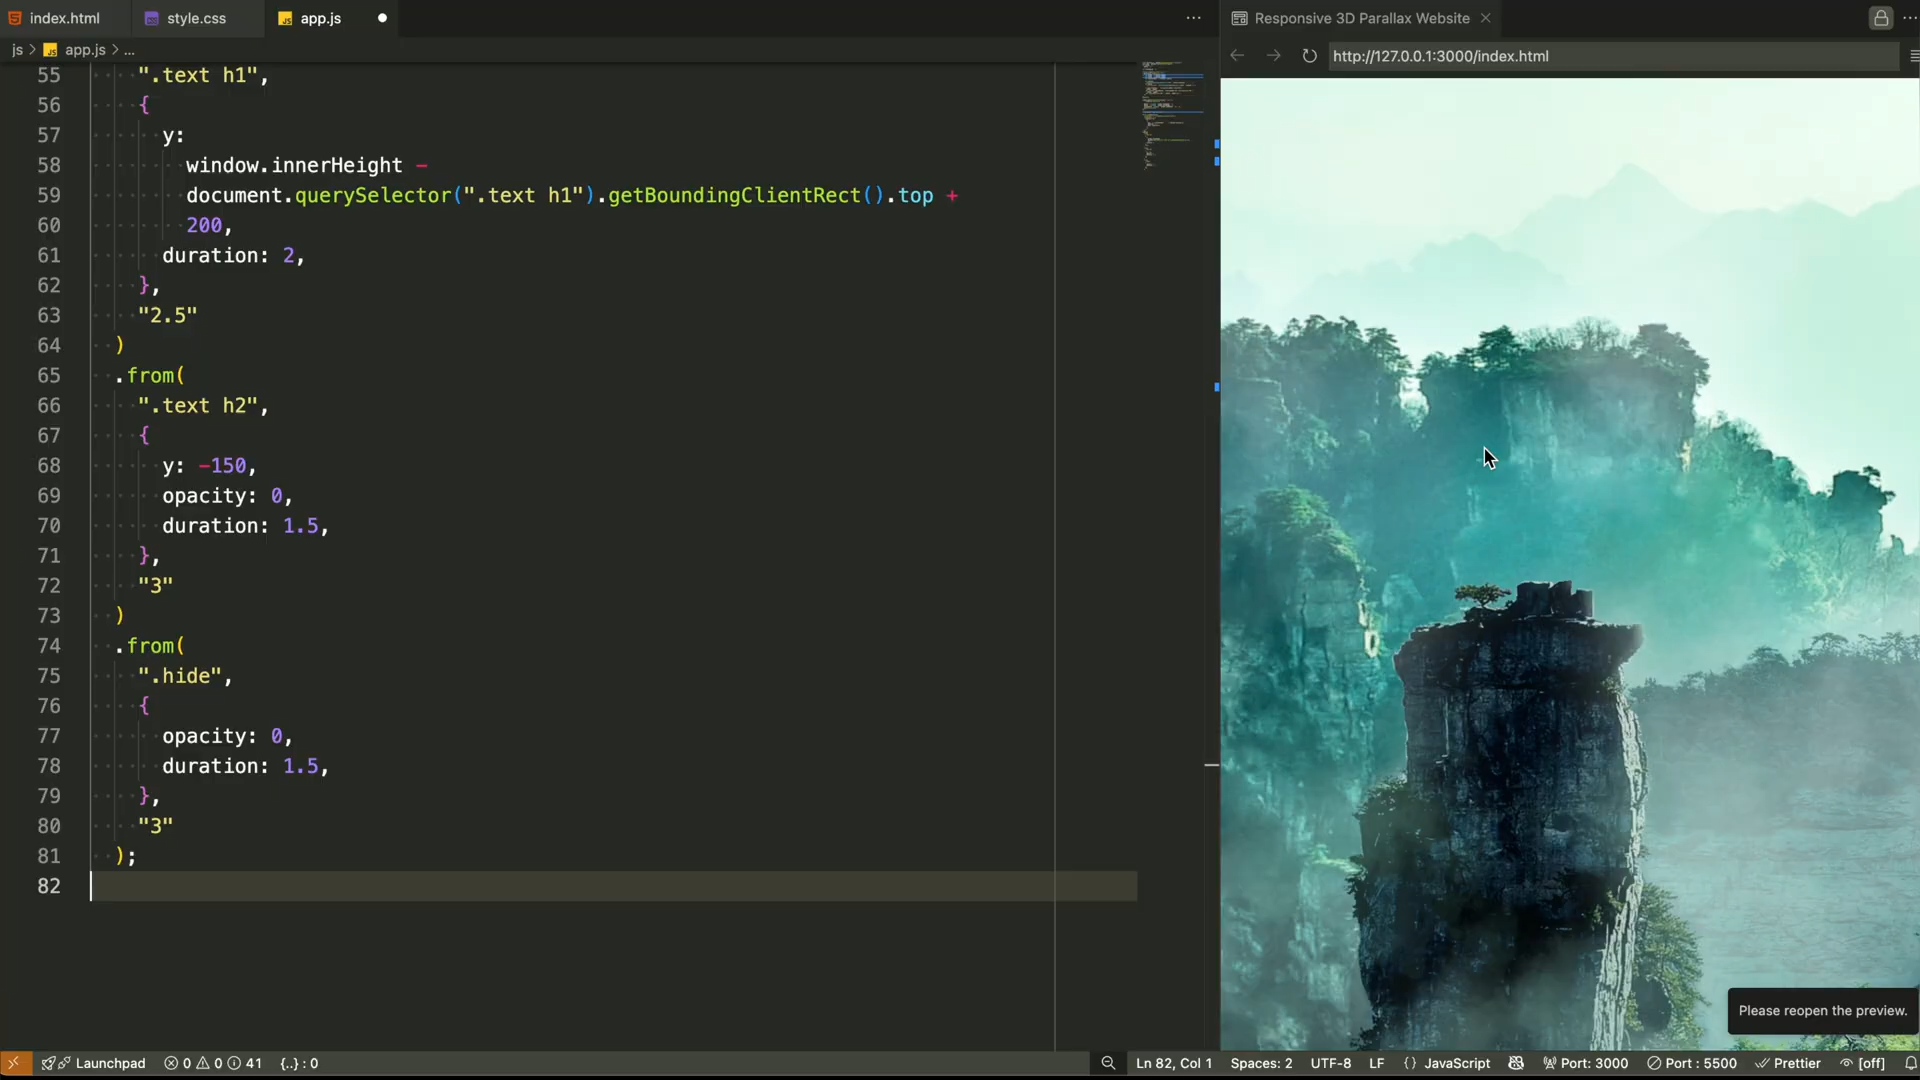 index.html
style.css
app.js
Responsive 3D Parallax Website
js > app.js > ...
http://127.0.0.1:3000/index.html
55 ".text h1",
56 {
57 y:
58 window.innerHeight -
59 document.querySelector(".text h1").getBoundingClientRect().top +
60 200,
61 duration: 2,
62 },
63 "2.5"
64 )
65 .from(
66 ".text h2",
67 {
68 y: -150,
69 opacity: 0,
70 duration: 1.5,
71 },
72 "3"
73 )
74 .from(
75 ".hide",
76 {
77 opacity: 0,
78 duration: 1.5,
79 },
80 "3"
81 );
82
Please reopen the preview.
Launchpad 0 0 41 {..} : 0 Ln 82, Col 1 Spaces: 2 UTF-8 LF {} JavaScript Port: 3000 Port : 5500 Prettier [off]